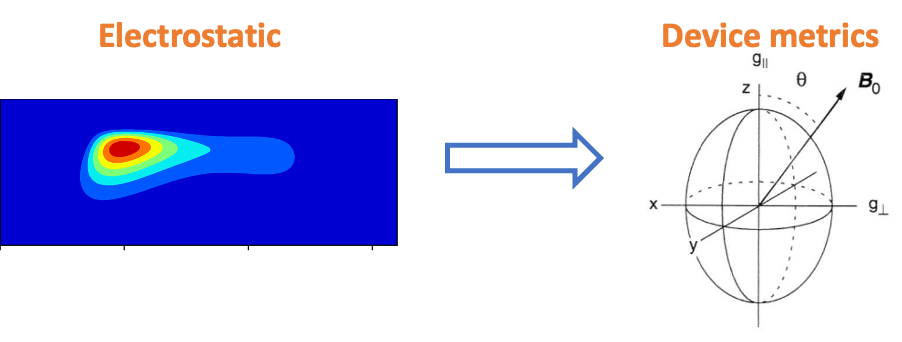 Electrostatic
Device metrics
g||
z
θ
B0
x
g⊥
y